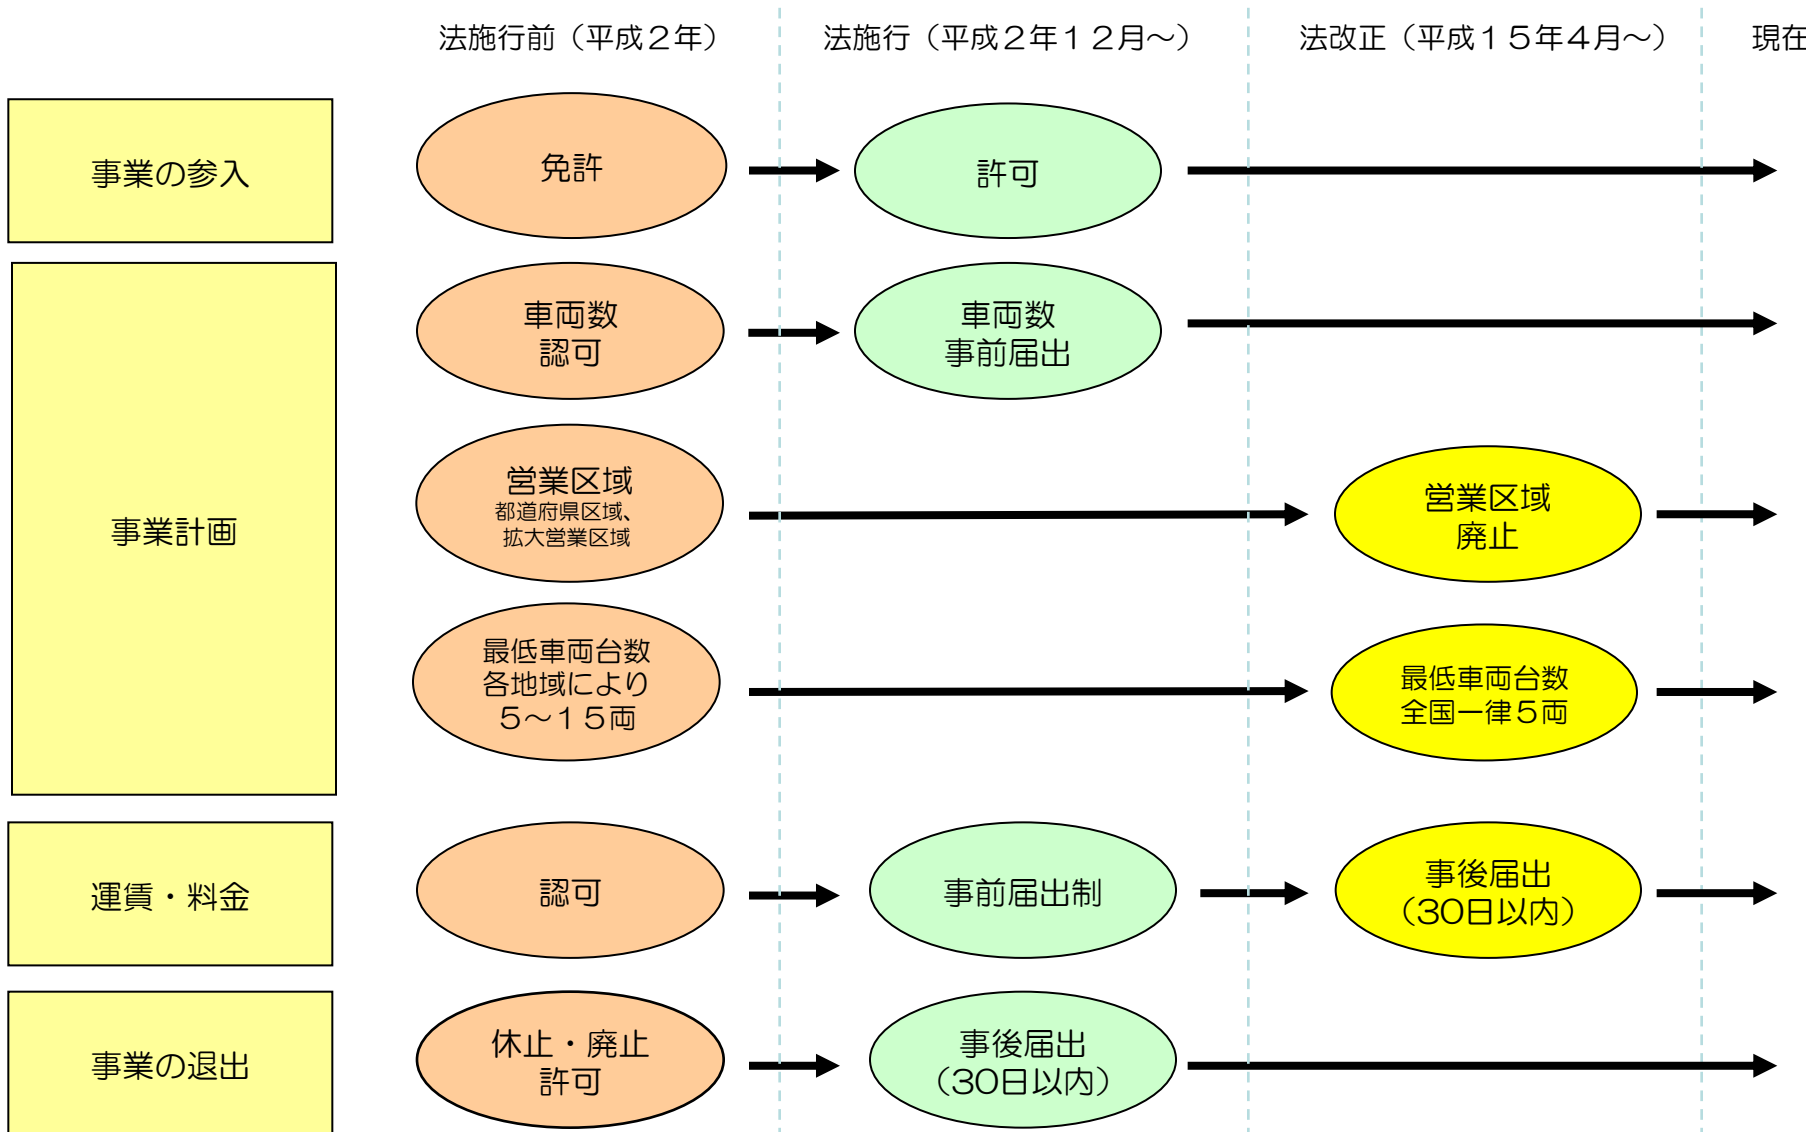 法施行前（平成２年）
法施行（平成２年１２月～）
法改正（平成１５年４月～）
現在
事業の参入
免許
許可
事業計画
車両数
認可
車両数
事前届出
営業区域
都道府県区域、
拡大営業区域
営業区域
廃止
最低車両台数
各地域により
５～１５両
最低車両台数
全国一律５両
運賃・料金
認可
事前届出制
事後届出
（30日以内）
事業の退出
休止・廃止
許可
事後届出
（30日以内）